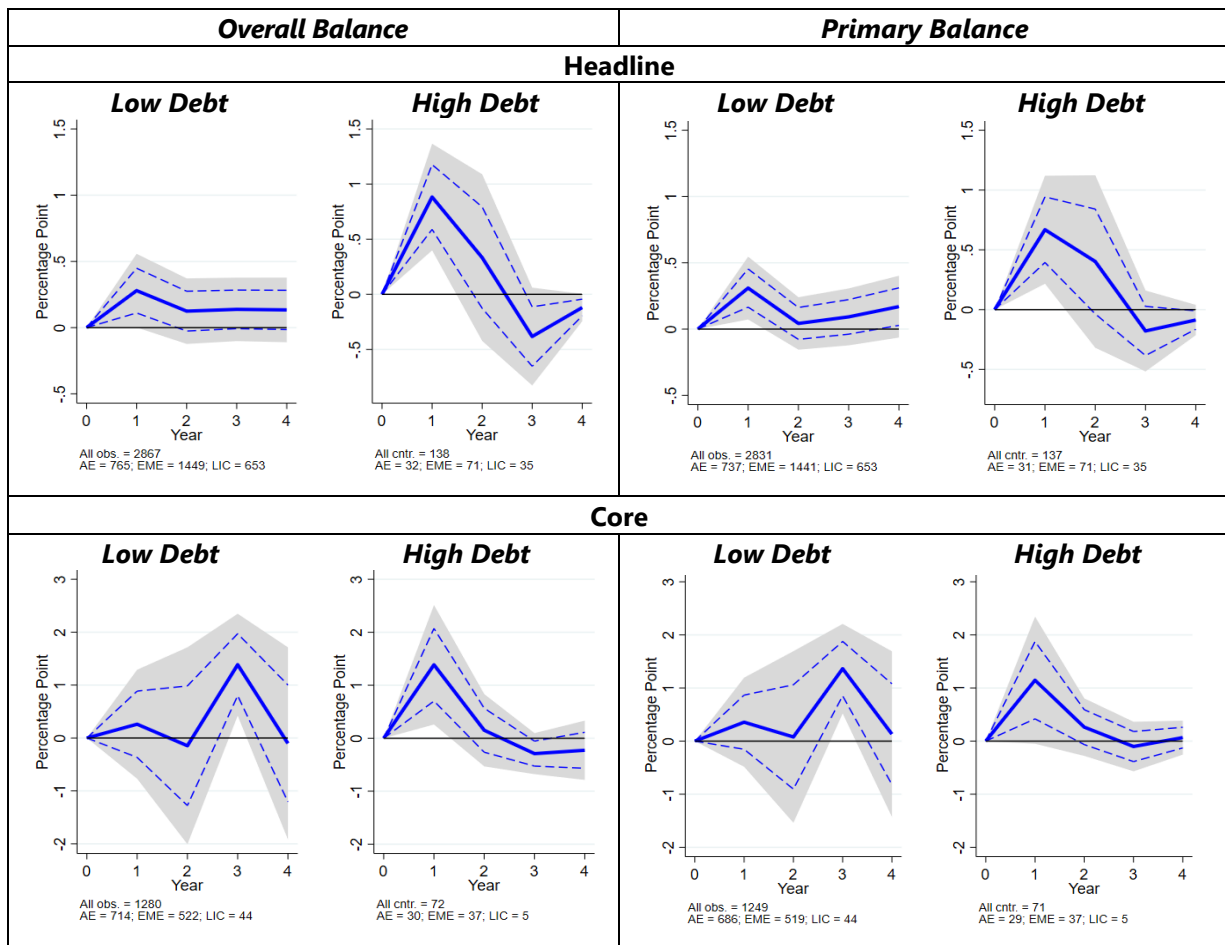 Overall Balance
Primary Balance
Headline
Low Debt
High Debt
Low Debt
High Debt
Percentage Point
1.5
1
.5
0
-.5
0 1 2 3 4
Year
All obs. = 2867
AE = 765; EME = 1449; LIC = 653
Percentage Point
1.5
1
.5
0
-.5
0 1 2 3 4
Year
All cntr. = 138
AE = 32; EME = 71; LIC = 35
Percentage Point
1.5
1
.5
0
-.5
0 1 2 3 4
Year
All obs. = 2831
AE = 737; EME = 1441; LIC = 653
Percentage Point
1.5
1
.5
0
-.5
0 1 2 3 4
Year
All cntr. = 137
AE = 31; EME = 71; LIC = 35
Core
Low Debt
High Debt
Low Debt
High Debt
Percentage Point
3
2
1
0
-1
-2
0 1 2 3 4
Year
All obs. = 1280
AE = 714; EME = 522; LIC = 44
Percentage Point
3
2
1
0
-1
-2
0 1 2 3 4
Year
All cntr. = 72
AE = 30; EME = 37; LIC = 5
Percentage Point
3
2
1
0
-1
-2
0 1 2 3 4
Year
All obs. = 1249
AE = 686; EME = 519; LIC = 44
Percentage Point
3
2
1
0
-1
-2
0 1 2 3 4
Year
All cntr. = 71
AE = 29; EME = 37; LIC = 5